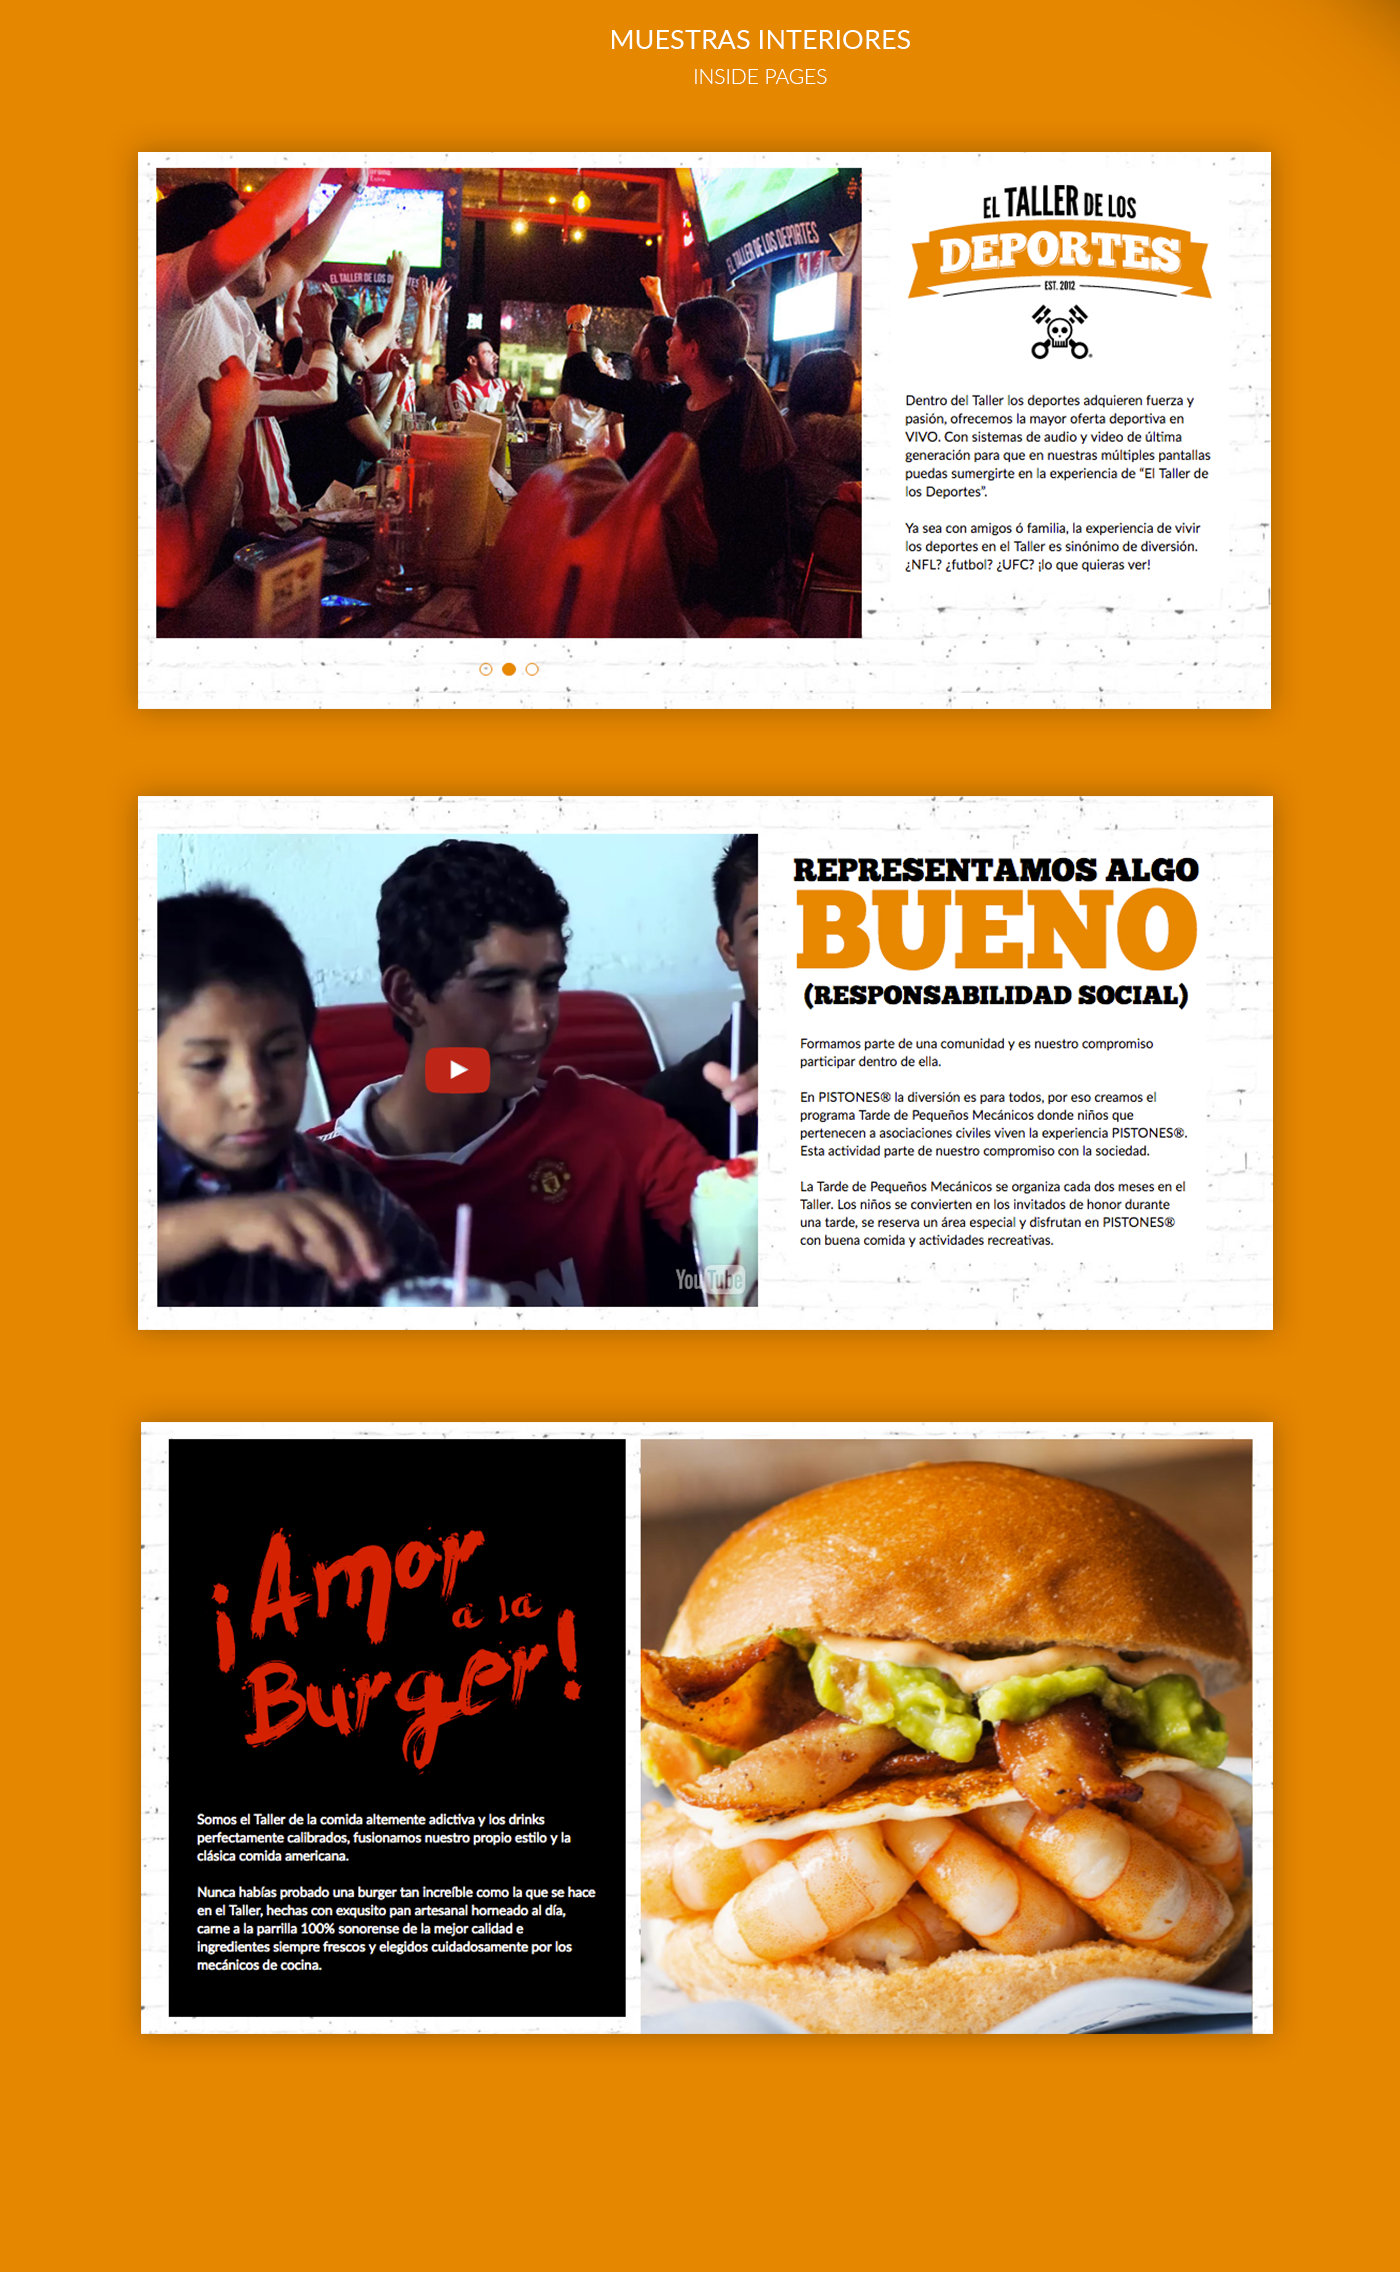 MUESTRAS INTERIORES
INSIDE PAGES
EL TALLER DE LOS DEPORTES
EL TALLER DE LOS DEPORTES
EL TALLER DE LOS
DEPORTES
EST. 2012
Dentro del Taller los deportes adquieren fuerza y
pasión, ofrecemos la mayor oferta deportiva en
VIVO. Con sistemas de audio y video de última
generación para que en nuestras múltiples pantallas
puedas sumergirte en la experiencia de “El Taller de
los Deportes”.
Ya sea con amigos ó familia, la experiencia de vivir
los deportes en el Taller es sinónimo de diversión.
¿NFL? ¿futbol? ¿UFC? ¡lo que quieras ver!
REPRESENTAMOS ALGO
BUENO
(RESPONSABILIDAD SOCIAL)
Formamos parte de una comunidad y es nuestro compromiso
participar dentro de ella.
En PISTONES® la diversión es para todos, por eso creamos el
programa Tarde de Pequeños Mecánicos donde niños que
pertenecen a asociaciones civiles viven la experiencia PISTONES®.
Esta actividad parte de nuestro compromiso con la sociedad.
La Tarde de Pequeños Mecánicos se organiza cada dos meses en el
Taller. Los niños se convierten en los invitados de honor durante
una tarde, se reserva un área especial y disfrutan en PISTONES®
con buena comida y actividades recreativas.
YouTube
¡Amor
a la
Burger!
Somos el Taller de la comida altemente adictiva y los drinks
perfectamente calibrados, fusionamos nuestro propio estilo y la
clásica comida americana.
Nunca habías probado una burger tan increíble como la que se hace
en el Taller, hechas con exqusito pan artesanal horneado al día,
carne a la parrilla 100% sonorense de la mejor calidad e
ingredientes siempre frescos y elegidos cuidadosamente por los
mecánicos de cocina.